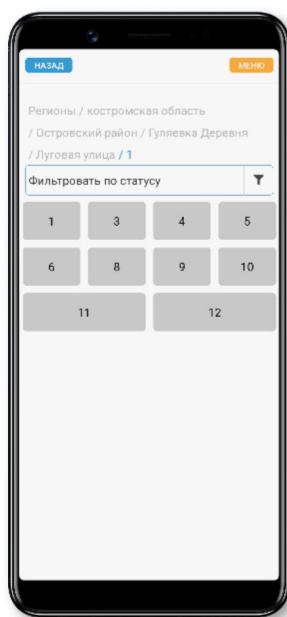 НАЗАД МЕНЮ
Регионы / костромская область
/ Островский район / Гуляевка Деревня
/ Луговая улица / 1
Фильтровать по статусу
1 3 4 5
6 8 9 10
11 12